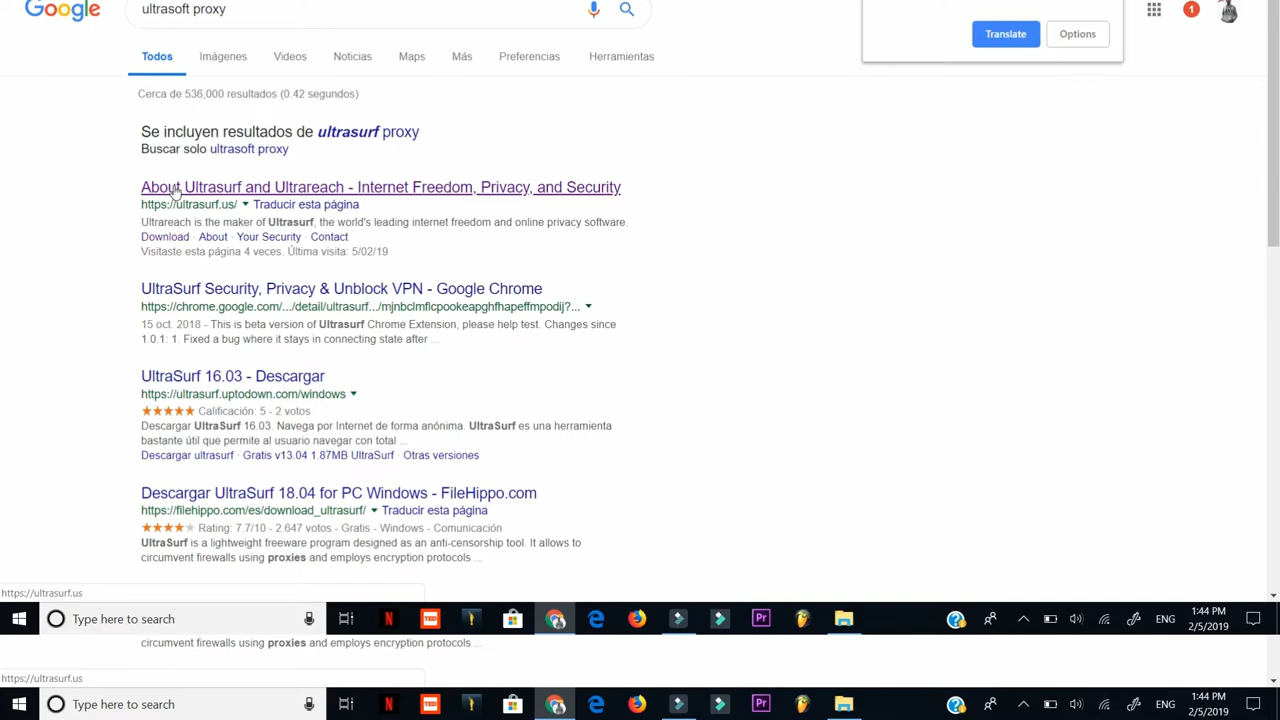 Google
ultrasoft proxy
1
Translate
Options
Todos
Imágenes
Videos
Noticias
Maps
Más
Preferencias
Herramientas
Cerca de 536,000 resultados (0.42 segundos)
Se incluyen resultados de ultrasurf proxy
Buscar solo ultrasoft proxy
About Ultrasurf and Ultrareach - Internet Freedom, Privacy, and Security
https://ultrasurf.us/ Traducir esta página
Ultrareach is the maker of Ultrasurf, the world's leading internet freedom and online privacy software.
Download · About · Your Security · Contact
Visitaste esta página 4 veces. Última visita: 5/02/19
UltraSurf Security, Privacy & Unblock VPN - Google Chrome
https://chrome.google.com/.../detail/ultrasurf.../mjnbclmflcpookeapghfhapeffmpodij?...
15 oct. 2018 - This is beta version of Ultrasurf Chrome Extension, please help test. Changes since
1.0.1: 1. Fixed a bug where it stays in connecting state after ...
UltraSurf 16.03 - Descargar
https://ultrasurf.uptodown.com/windows
Calificación: 5 - 2 votos
Descargar UltraSurf 16.03. Navega por Internet de forma anónima. UltraSurf es una herramienta
bastante útil que permite al usuario navegar con total ...
Descargar ultrasurf · Gratis v13.04 1.87MB UltraSurf · Otras versiones
Descargar UltraSurf 18.04 for PC Windows - FileHippo.com
https://filehippo.com/es/download_ultrasurf/ Traducir esta página
Rating: 7.7/10 - 2 647 votos - Gratis - Windows - Comunicación
UltraSurf is a lightweight freeware program designed as an anti-censorship tool. It allows to
circumvent firewalls using proxies and employs encryption protocols ...
https://ultrasurf.us
Type here to search
N
TED
Pr
ENG
1:44 PM
2/5/2019
circumvent firewalls using proxies and employs encryption protocols ...
https://ultrasurf.us
Type here to search
N
TED
Pr
ENG
1:44 PM
2/5/2019